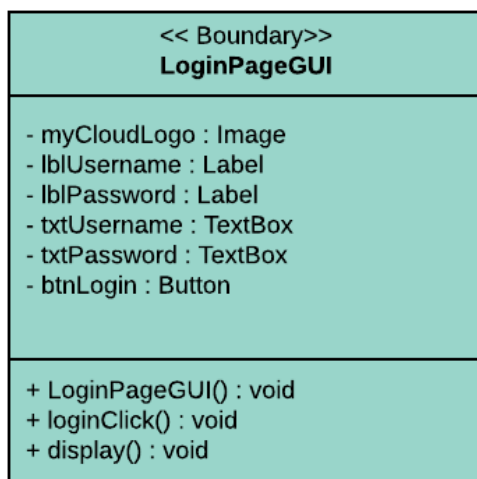 << Boundary>>
LoginPageGUI
- myCloudLogo : Image
- lblUsername : Label
- lblPassword : Label
- txtUsername : TextBox
- txtPassword : TextBox
- btnLogin : Button
+ LoginPageGUI() : void
+ loginClick() : void
+ display() : void